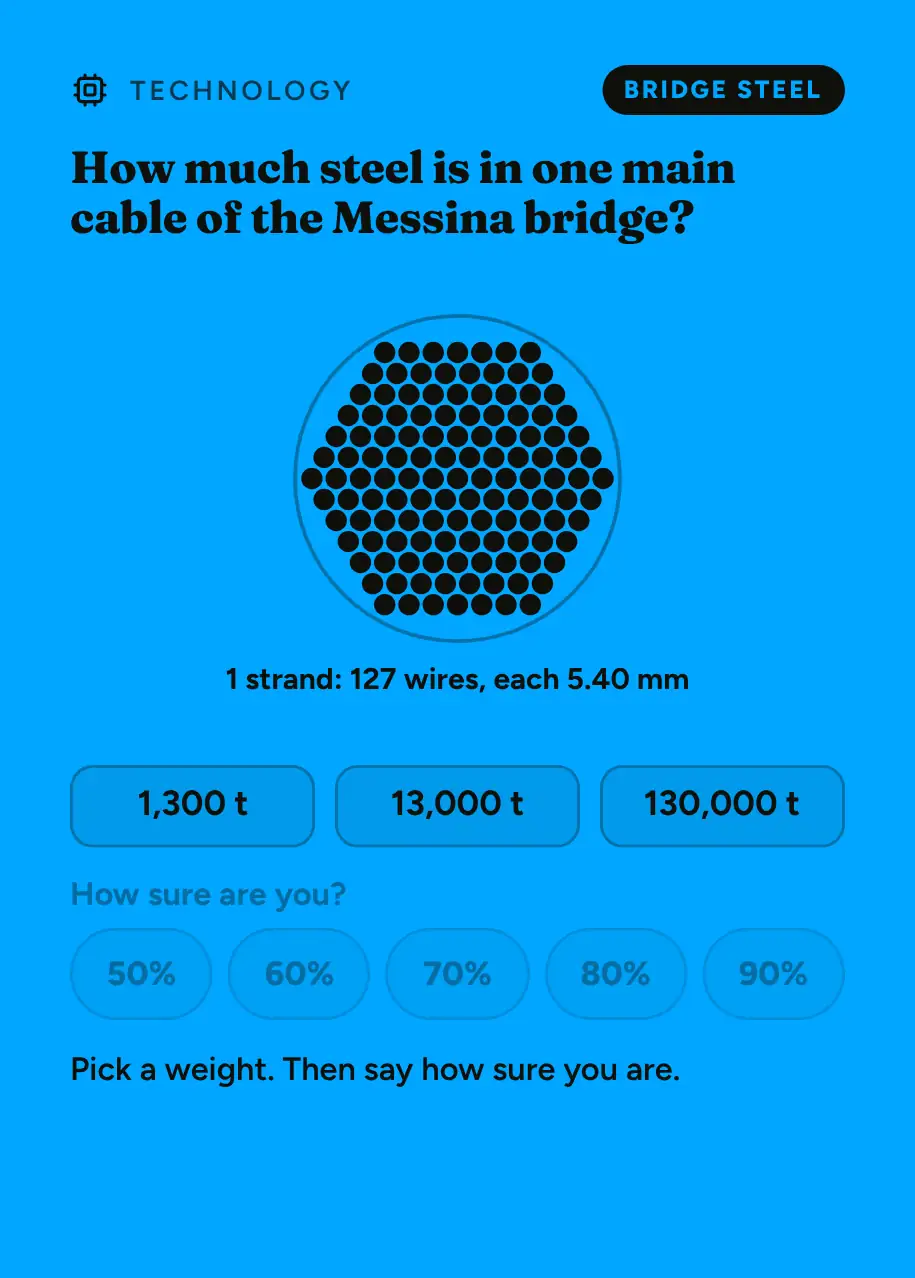 TECHNOLOGY
BRIDGE STEEL
How much steel is in one main
cable of the Messina bridge?
1 strand: 127 wires, each 5.40 mm
1,300 t
13,000 t
130,000 t
How sure are you?
50%
60%
70%
80%
90%
Pick a weight. Then say how sure you are.